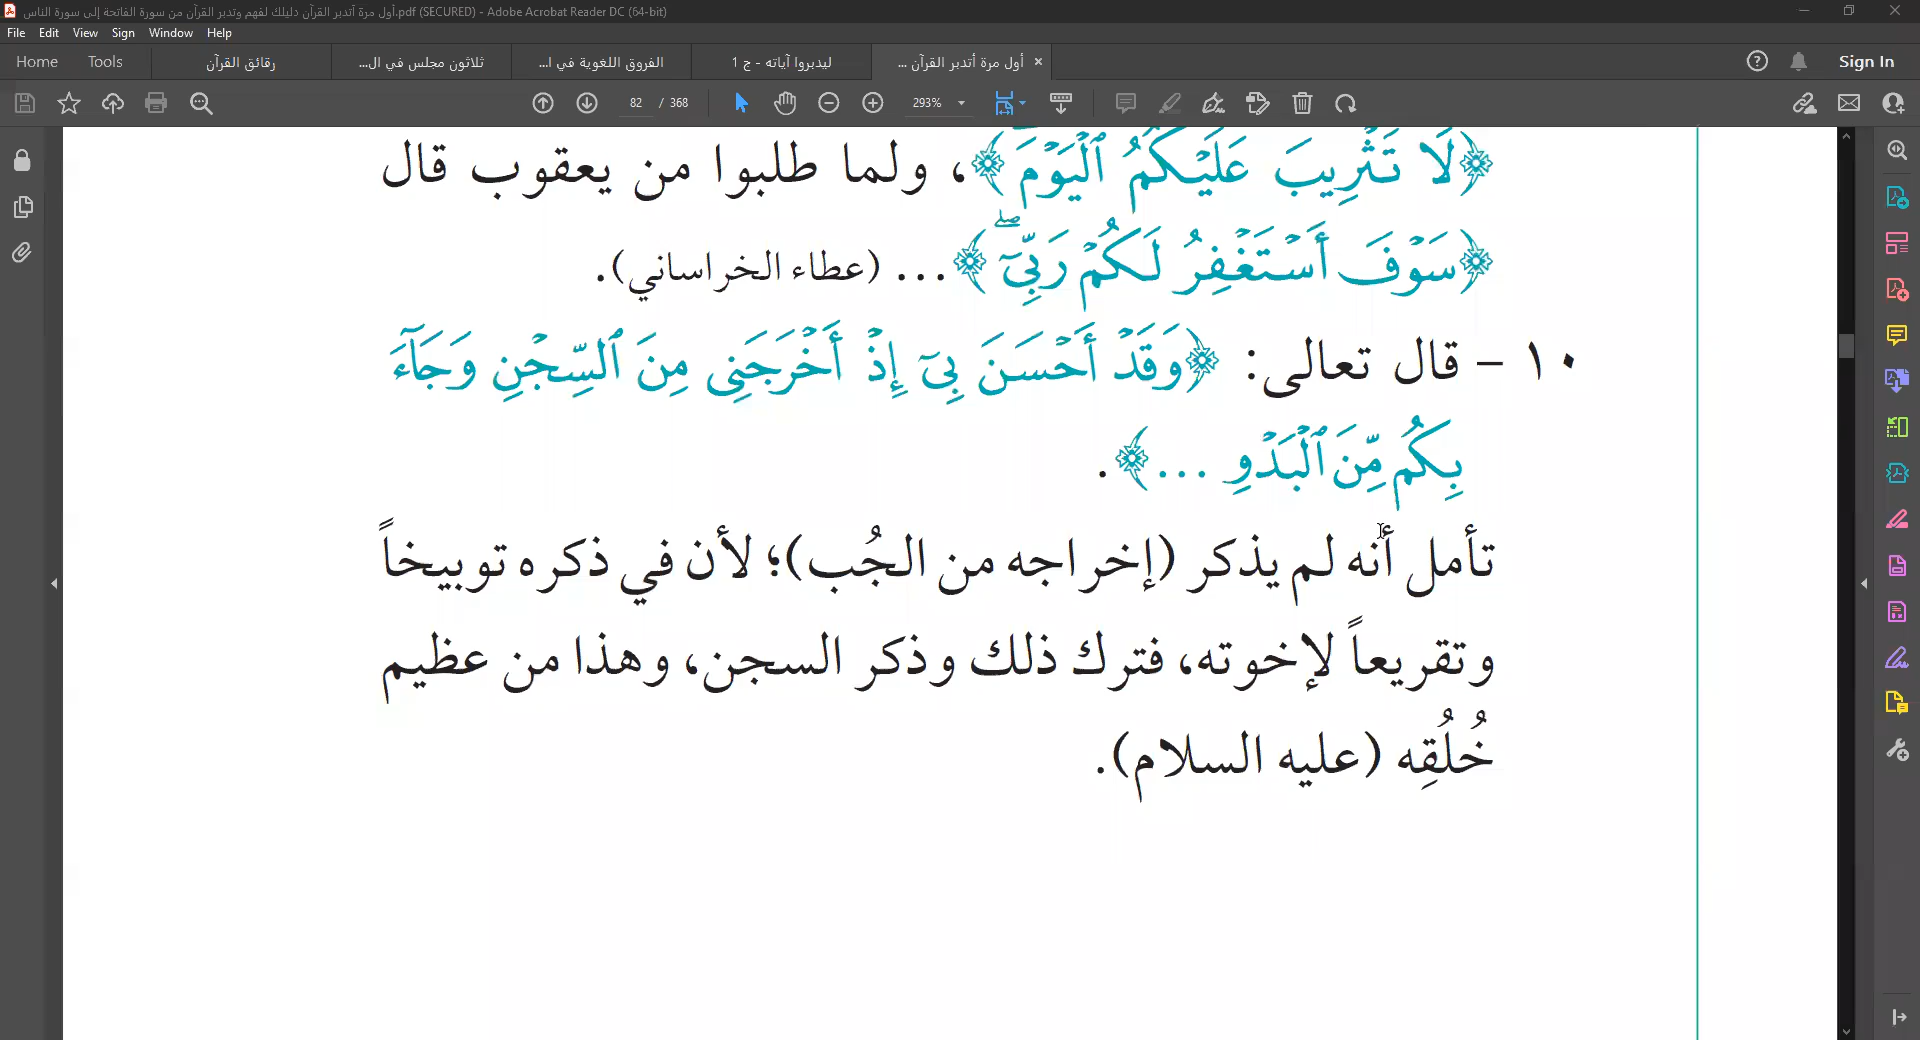 أول مرة أتدبر القرآن دليلك لفهم وتدبر القرآن من سورة الفاتحة إلى سورة الناس.pdf (SECURED) - Adobe Acrobat Reader DC (64-bit)
File Edit View Sign Window Help
Home Tools رقائق القرآن ثلاثون مجلس في ال... الفروق اللغوية في ا... ليدبروا آياته - ج 1 أول مرة أتدبر القرآن ... × Sign In
82 / 368 293%
﴿لَا تَثْرِيبَ عَلَيْكُمُ ٱلْيَوْمَ ۖ﴾، ولما طلبوا من يعقوب قال
﴿سَوْفَ أَسْتَغْفِرُ لَكُمْ رَبِّيٓ ۖ﴾... (عطاء الخراساني).
١٠ – قال تعالى: ﴿وَقَدْ أَحْسَنَ بِىٓ إِذْ أَخْرَجَنِى مِنَ ٱلسِّجْنِ وَجَآءَ
بِكُم مِّنَ ٱلْبَدْوِ ...﴾.
تأمل أنه لم يذكر (إخراجه من الجُب)؛ لأن في ذكره توبيخاً
وتقريعاً لإخوته، فترك ذلك وذكر السجن، وهذا من عظيم
خُلُقِه (عليه السلام).